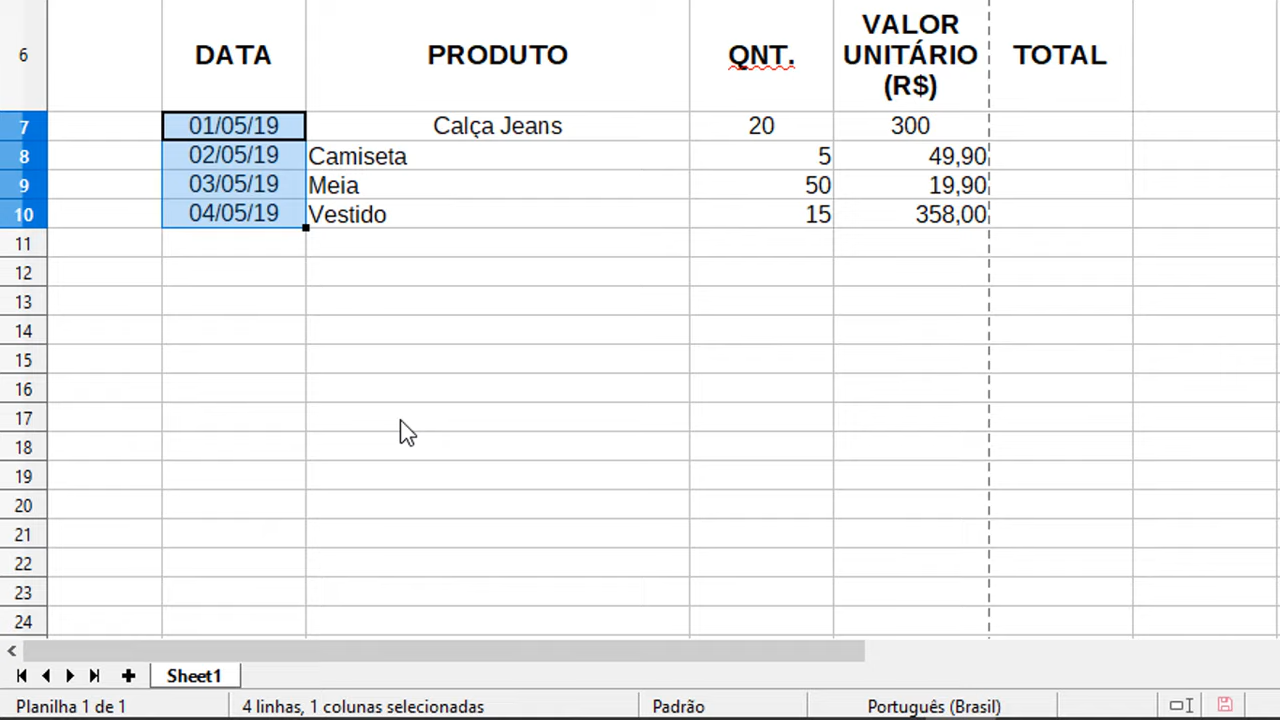 6 DATA PRODUTO QNT. VALOR UNITÁRIO (R$) TOTAL
7 01/05/19 Calça Jeans 20 300
8 02/05/19 Camiseta 5 49,90
9 03/05/19 Meia 50 19,90
10 04/05/19 Vestido 15 358,00
11
12
13
14
15
16
17
18
19
20
21
22
23
24
Sheet1
Planilha 1 de 1 4 linhas, 1 colunas selecionadas Padrão Português (Brasil)